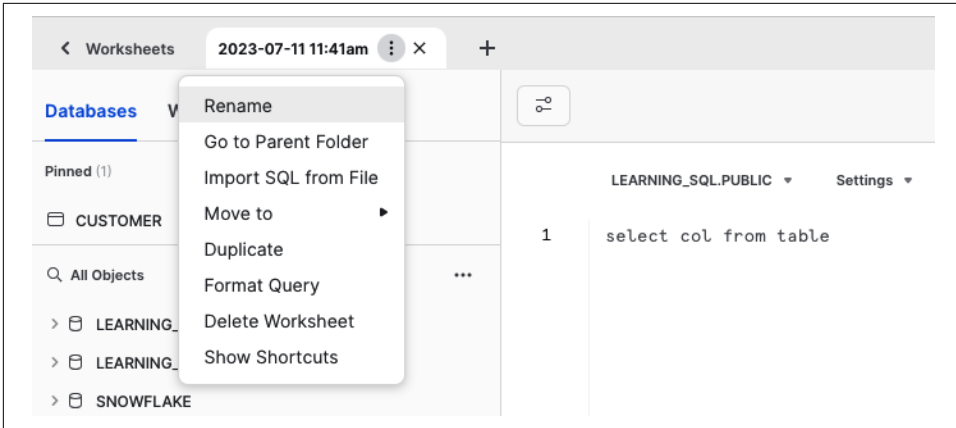 Worksheets 2023-07-11 11:41am
Databases
Rename
Go to Parent Folder
Pinned (1)
Import SQL from File
LEARNING_SQL.PUBLIC Settings
CUSTOMER
Move to
1 select col from table
Duplicate
All Objects
Format Query
LEARNING_
Delete Worksheet
LEARNING_
Show Shortcuts
SNOWFLAKE